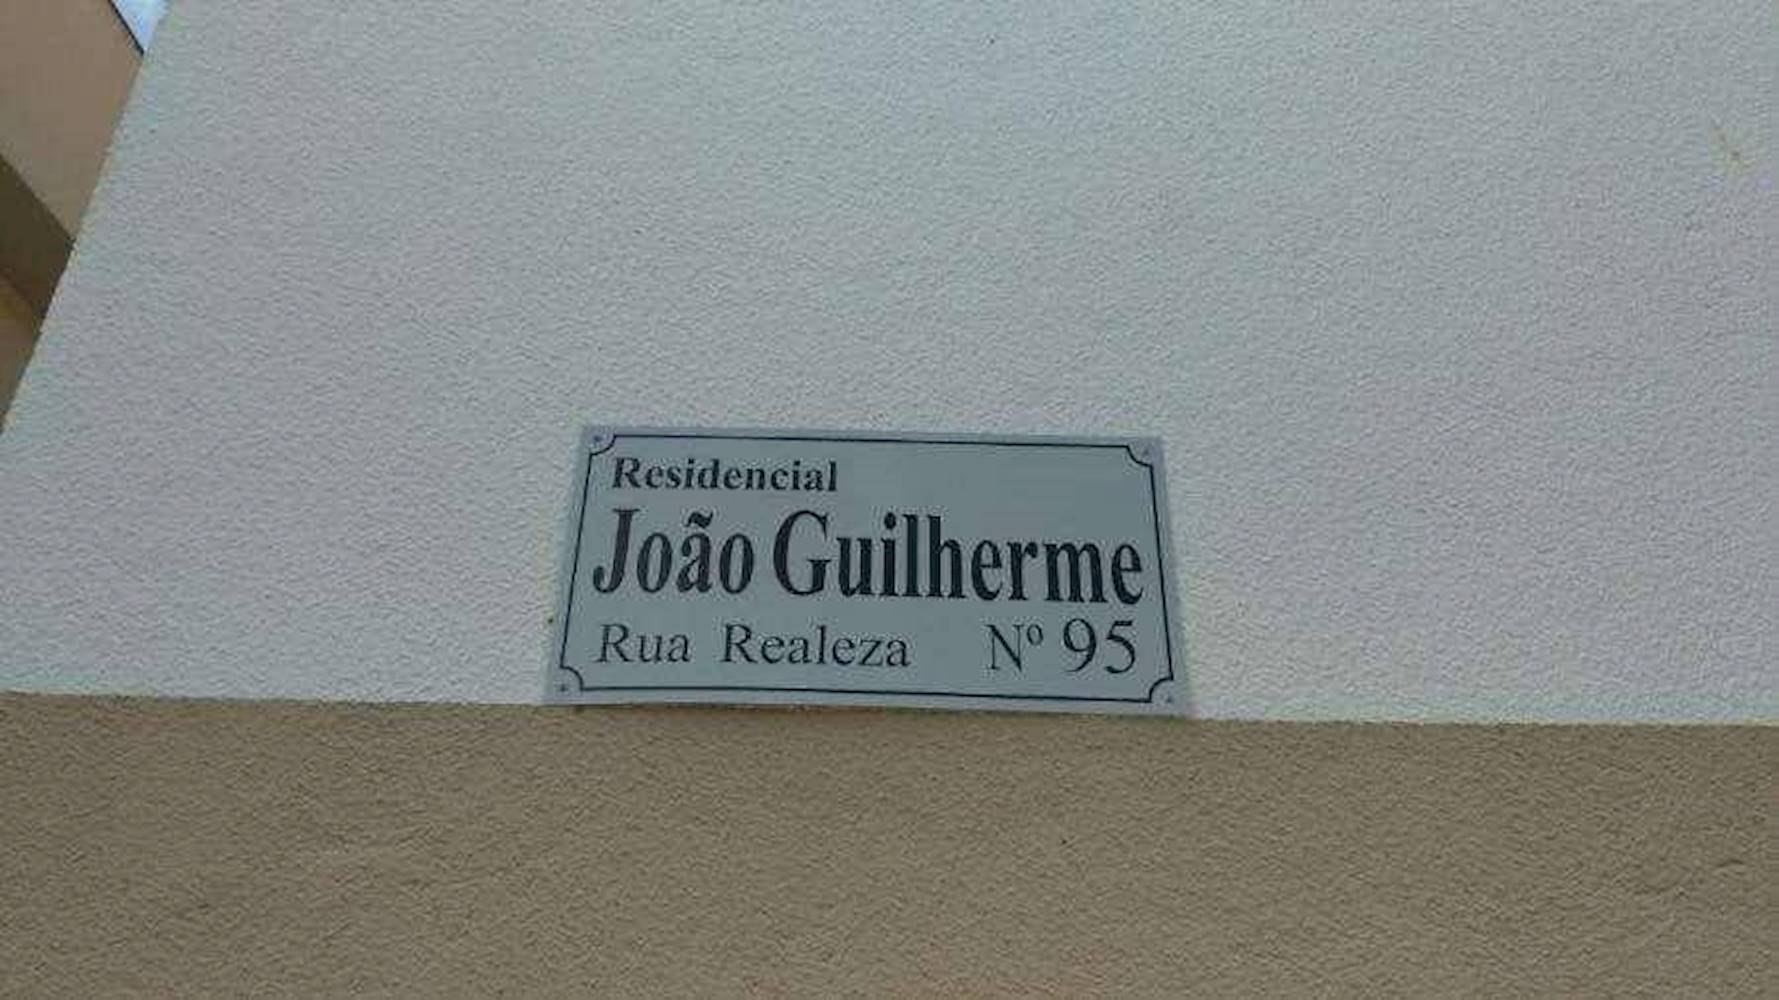 Residencial
João Guilherme
Rua Realeza Nº 95